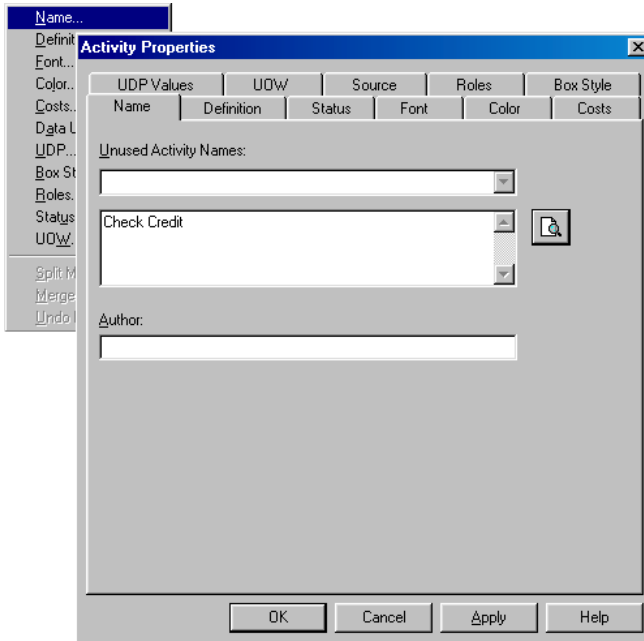 Name...
Definit
Font...
Color..
Costs..
Data U
UDP...
Box St
Roles.
Status
UOW.
Split M
Merge
Undo
Activity Properties
UDP Values UOW Source Roles Box Style
Name Definition Status Font Color Costs
Unused Activity Names:
Check Credit
Author:
OK Cancel Apply Help